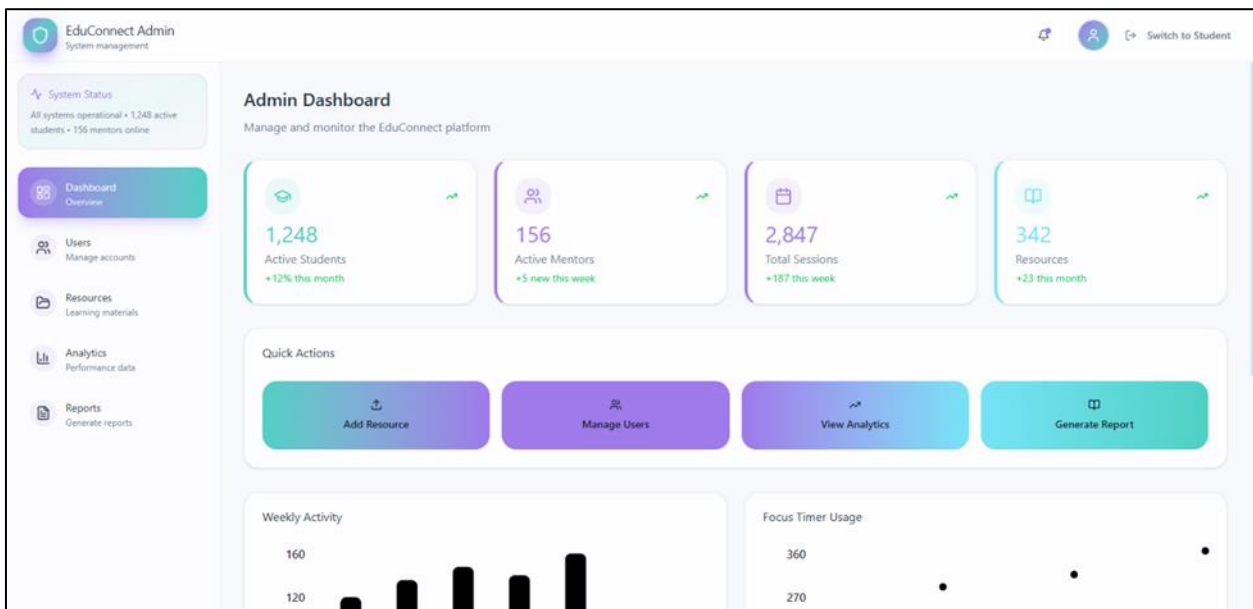 EduConnect Admin
System management
Switch to Student
System Status
All systems operational • 1,248 active
students • 156 mentors online
Dashboard
Overview
Users
Manage accounts
Resources
Learning materials
Analytics
Performance data
Reports
Generate reports
Admin Dashboard
Manage and monitor the EduConnect platform
1,248
Active Students
+12% this month
156
Active Mentors
+5 new this week
2,847
Total Sessions
+187 this week
342
Resources
+23 this month
Quick Actions
Add Resource
Manage Users
View Analytics
Generate Report
Weekly Activity
160
120
Focus Timer Usage
360
270